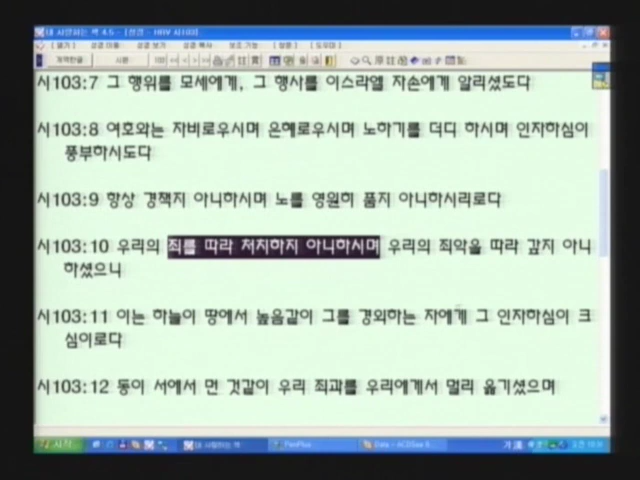 시103:7 그 행위를 모세에게, 그 행사를 이스라엘 자손에게 알리셨도다
시103:8 여호와는 자비로우시며 은혜로우시며 노하기를 더디 하시며 인자하심이
풍부하시도다
시103:9 항상 경책지 아니하시며 노를 영원히 품지 아니하시리로다
시103:10 우리의 죄를 따라 처치하지 아니하시며 우리의 죄악을 따라 갚지 아니
하셨으니
시103:11 이는 하늘이 땅에서 높음같이 그를 경외하는 자에게 그 인자하심이 크
심이로다
시103:12 동이 서에서 먼 것같이 우리 죄과를 우리에게서 멀리 옮기셨으며
시작